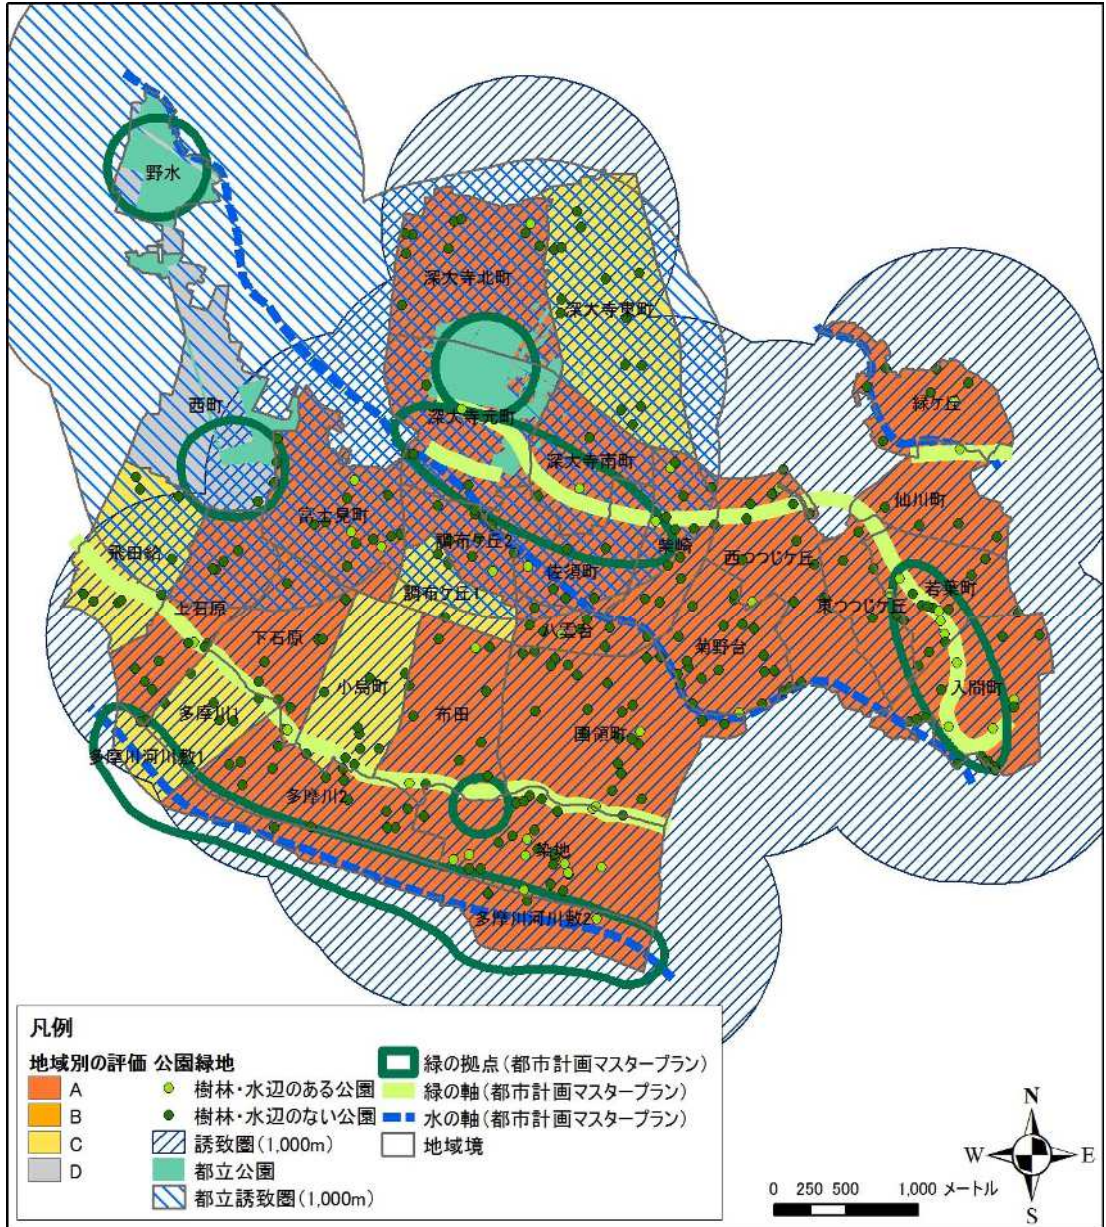 野水
深大寺北町
深大寺東町
緑ケ丘
西町
深大寺元町
深大寺南町
仙川町
富士見町
飛田給
調布ケ丘2
柴崎
西つつじケ丘
佐須町
若葉町
調布ケ丘1
上石原
東つつじケ丘
下石原
八雲台
菊野台
入間町
小島町
多摩川1
布田
国領町
多摩川河川敷1
多摩川2
染地
多摩川河川敷2
凡例
地域別の評価 公園緑地
A
B
C
D
樹林・水辺のある公園
樹林・水辺のない公園
誘致圏(1,000m)
都立公園
都立誘致圏(1,000m)
緑の拠点(都市計画マスタープラン)
緑の軸(都市計画マスタープラン)
水の軸(都市計画マスタープラン)
地域境
N
W E
S
0 250 500 1,000 メートル